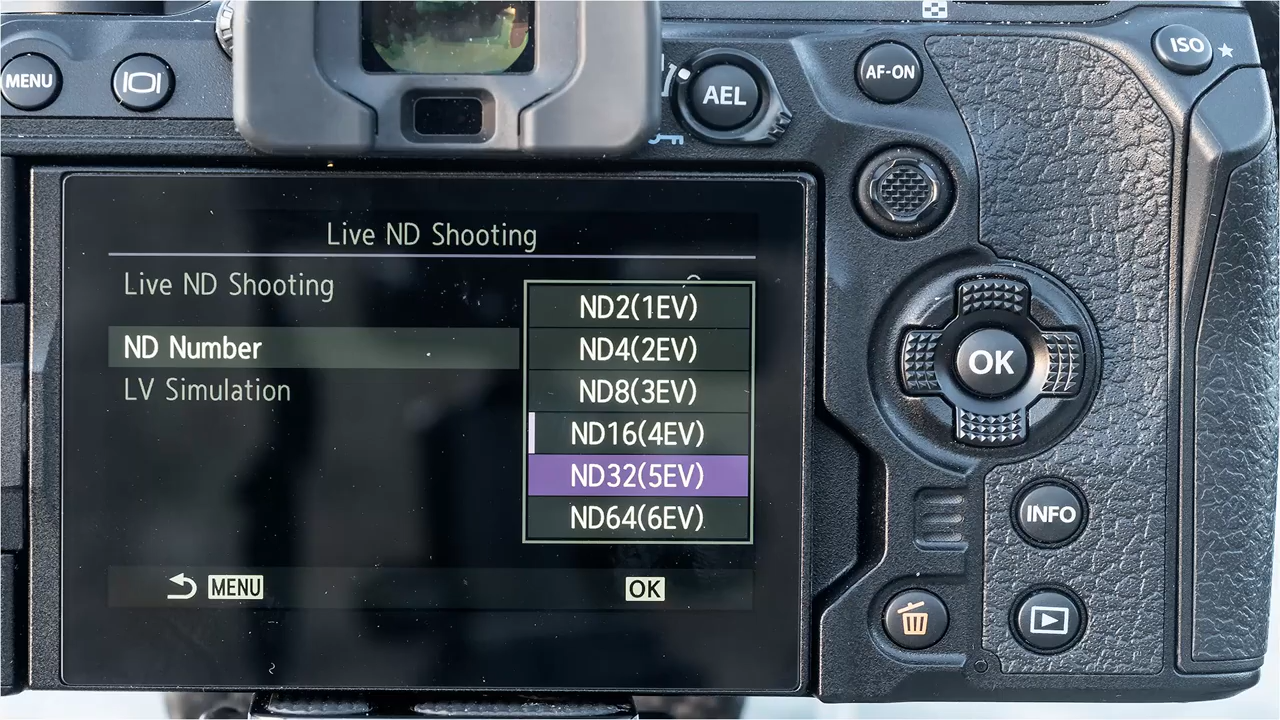 MENU
AEL
AF-ON
ISO
Live ND Shooting
Live ND Shooting
ND2(1EV)
ND Number
ND4(2EV)
LV Simulation
ND8(3EV)
ND16(4EV)
ND32(5EV)
ND64(6EV)
MENU
OK
OK
INFO